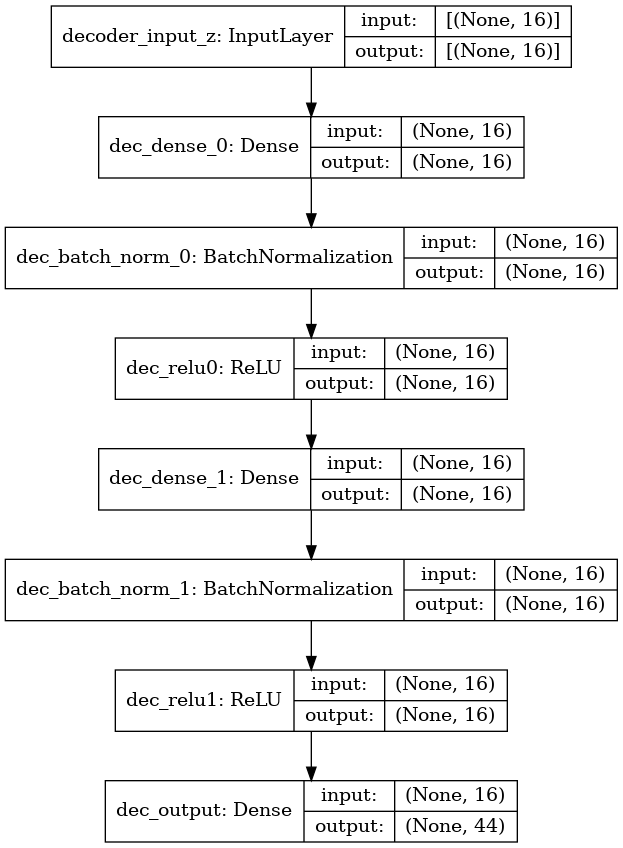 decoder_input_z: InputLayer
input: [(None, 16)]
output: [(None, 16)]
dec_dense_0: Dense
input: (None, 16)
output: (None, 16)
dec_batch_norm_0: BatchNormalization
input: (None, 16)
output: (None, 16)
dec_relu0: ReLU
input: (None, 16)
output: (None, 16)
dec_dense_1: Dense
input: (None, 16)
output: (None, 16)
dec_batch_norm_1: BatchNormalization
input: (None, 16)
output: (None, 16)
dec_relu1: ReLU
input: (None, 16)
output: (None, 16)
dec_output: Dense
input: (None, 16)
output: (None, 44)